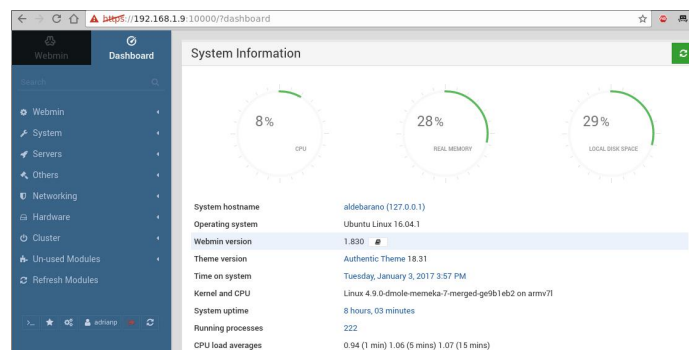 https://192.168.1.9:10000/?dashboard
Webmin
Dashboard
Search
Webmin
System
Servers
Others
Networking
Hardware
Cluster
Un-used Modules
Refresh Modules
adrianp
System Information
8%
CPU
28%
REAL MEMORY
29%
LOCAL DISK SPACE
System hostname aldebarano (127.0.0.1)
Operating system Ubuntu Linux 16.04.1
Webmin version 1.830
Theme version Authentic Theme 18.31
Time on system Tuesday, January 3, 2017 3:57 PM
Kernel and CPU Linux 4.9.0-dmole-memeka-7-merged-ge9b1eb2 on armv7l
System uptime 8 hours, 03 minutes
Running processes 222
CPU load averages 0.94 (1 min) 1.06 (5 mins) 1.07 (15 mins)